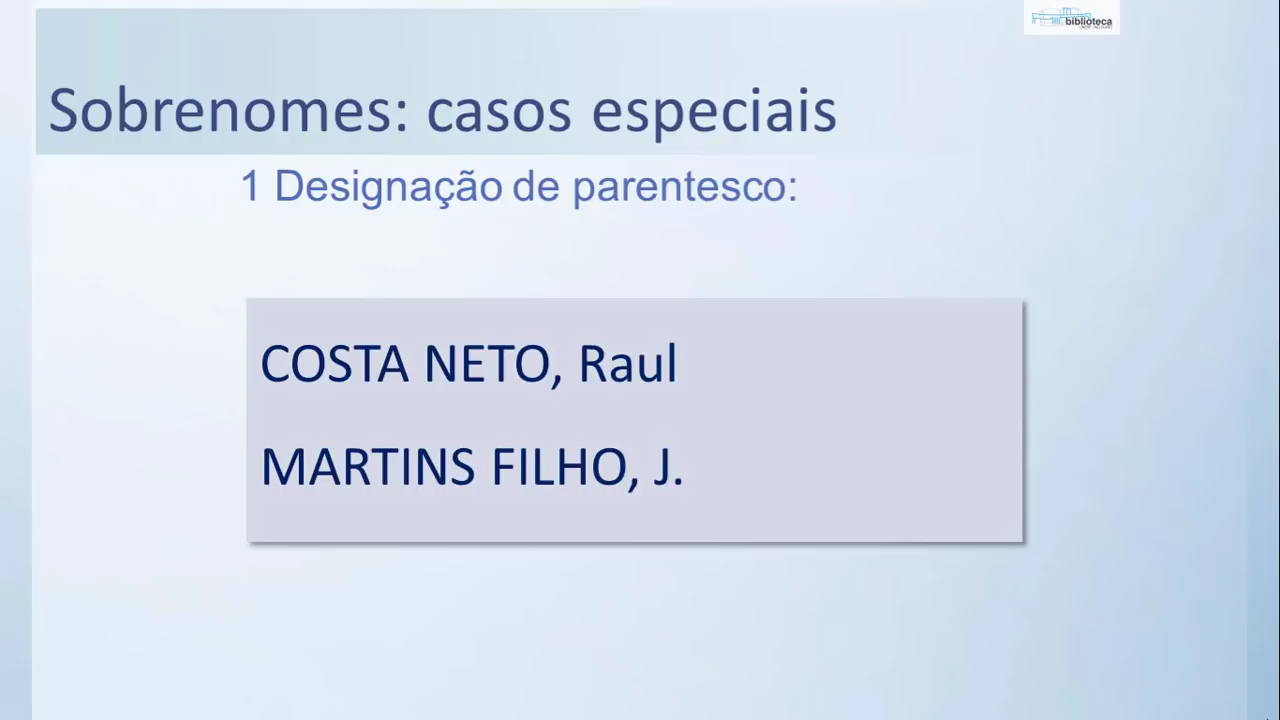 biblioteca
Sobrenomes: casos especiais
1 Designação de parentesco:
COSTA NETO, Raul
MARTINS FILHO, J.